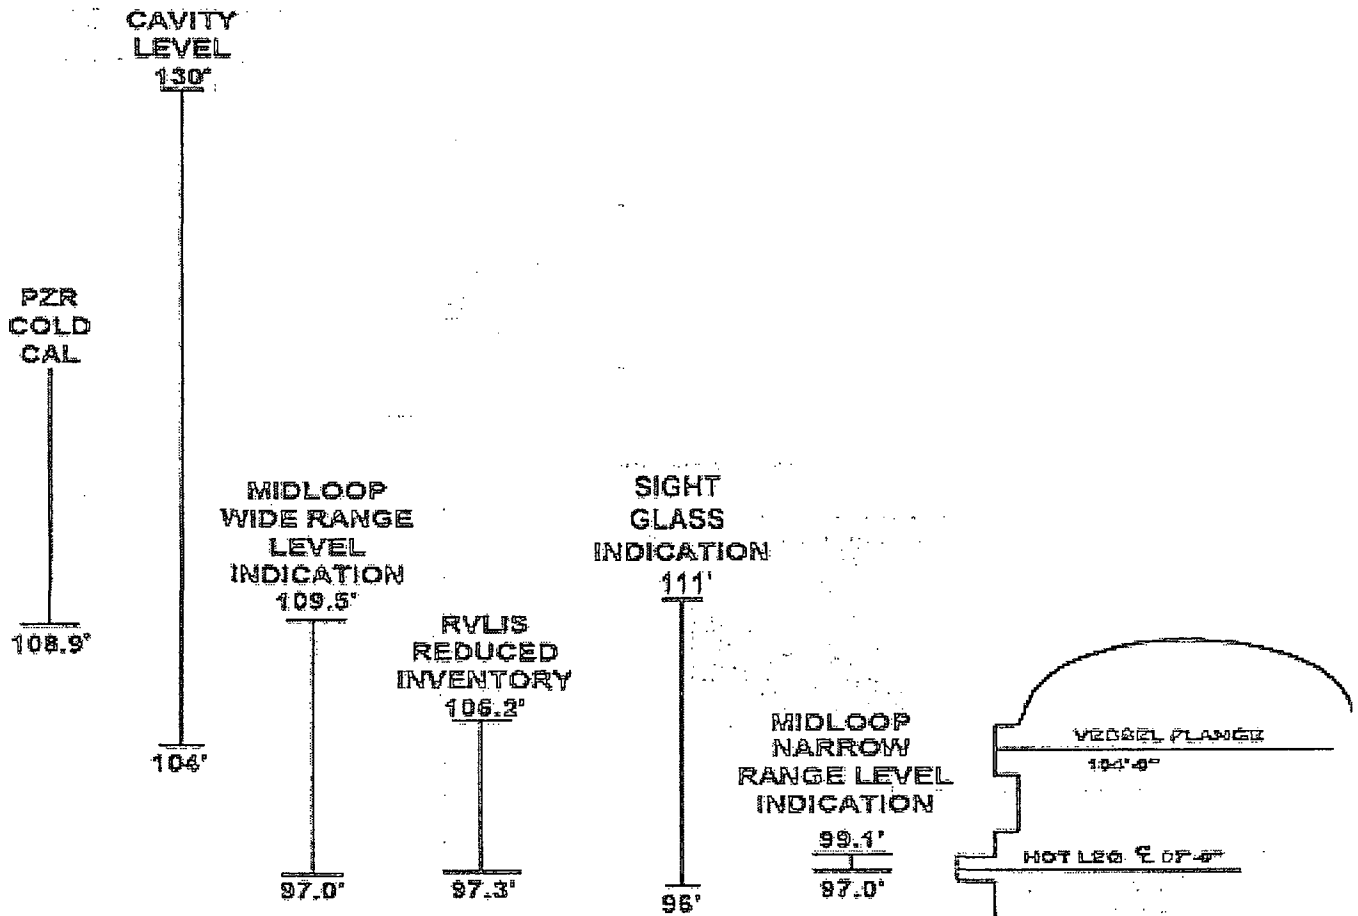 CAVITY
LEVEL
130'
PZR
COLD
CAL
108.9'
104'
MIDLOOP
WIDE RANGE
LEVEL
INDICATION
109.5'
97.0'
RVLIS
REDUCED
INVENTORY
106.2'
97.3'
SIGHT
GLASS
INDICATION
111'
96'
MIDLOOP
NARROW
RANGE LEVEL
INDICATION
99.1'
97.0'
VESSEL FLANGE
104'-0"
HOT LEG